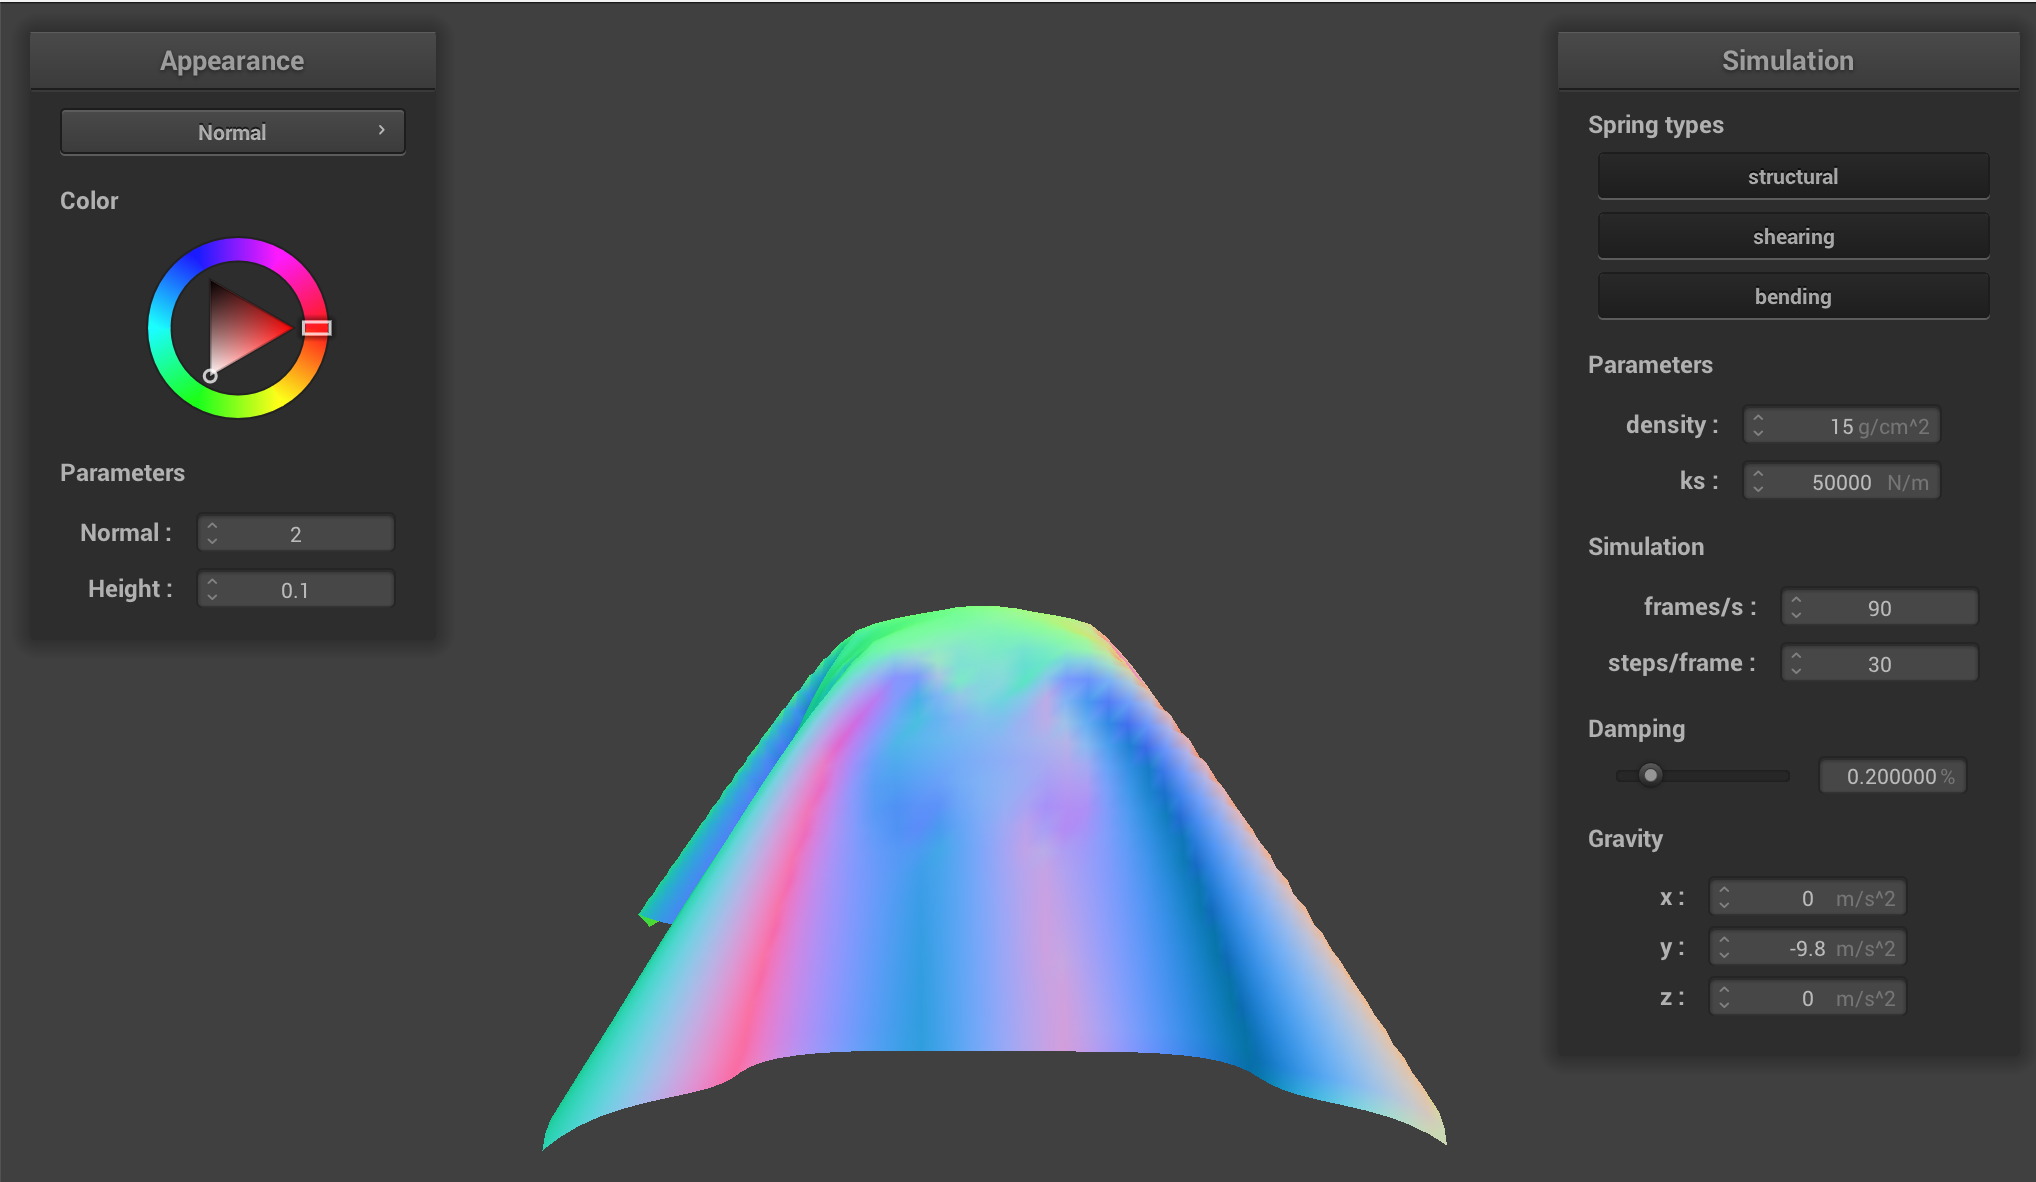 Appearance
Normal
Color
Parameters
Normal : 2
Height : 0.1
Simulation
Spring types
structural
shearing
bending
Parameters
density : 15 g/cm^2
ks : 50000 N/m
Simulation
frames/s : 90
steps/frame : 30
Damping
0.200000 %
Gravity
x : 0 m/s^2
y : -9.8 m/s^2
z : 0 m/s^2